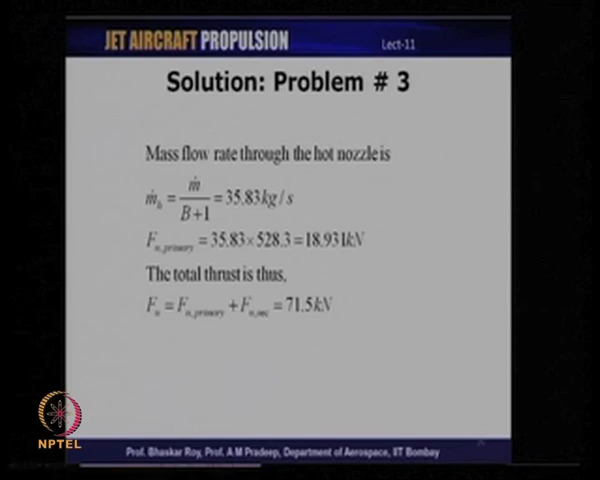 JET AIRCRAFT PROPULSION
Lect-11
Solution: Problem # 3
Mass flow rate through the hot nozzle is
ṁₕ = ṁ / (B+1) = 35.83kg / s
Fₙ,primary = 35.83×528.3 = 18.931kN
The total thrust is thus,
Fₙ = Fₙ,primary + Fₙ,sec = 71.5kN
NPTEL
Prof. Bhaskar Roy, Prof. A M Pradeep, Department of Aerospace, IIT Bombay